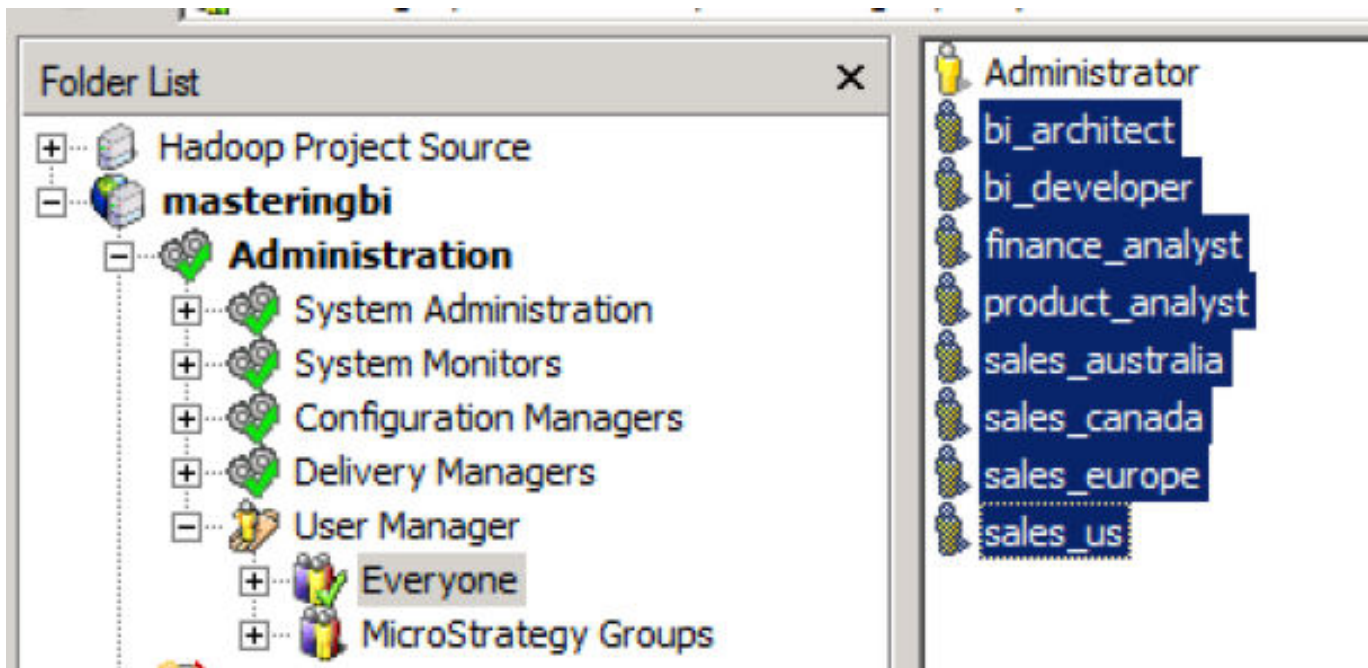 Folder List
Hadoop Project Source
masteringbi
Administration
System Administration
System Monitors
Configuration Managers
Delivery Managers
User Manager
Everyone
MicroStrategy Groups
Administrator
bi_architect
bi_developer
finance_analyst
product_analyst
sales_australia
sales_canada
sales_europe
sales_us